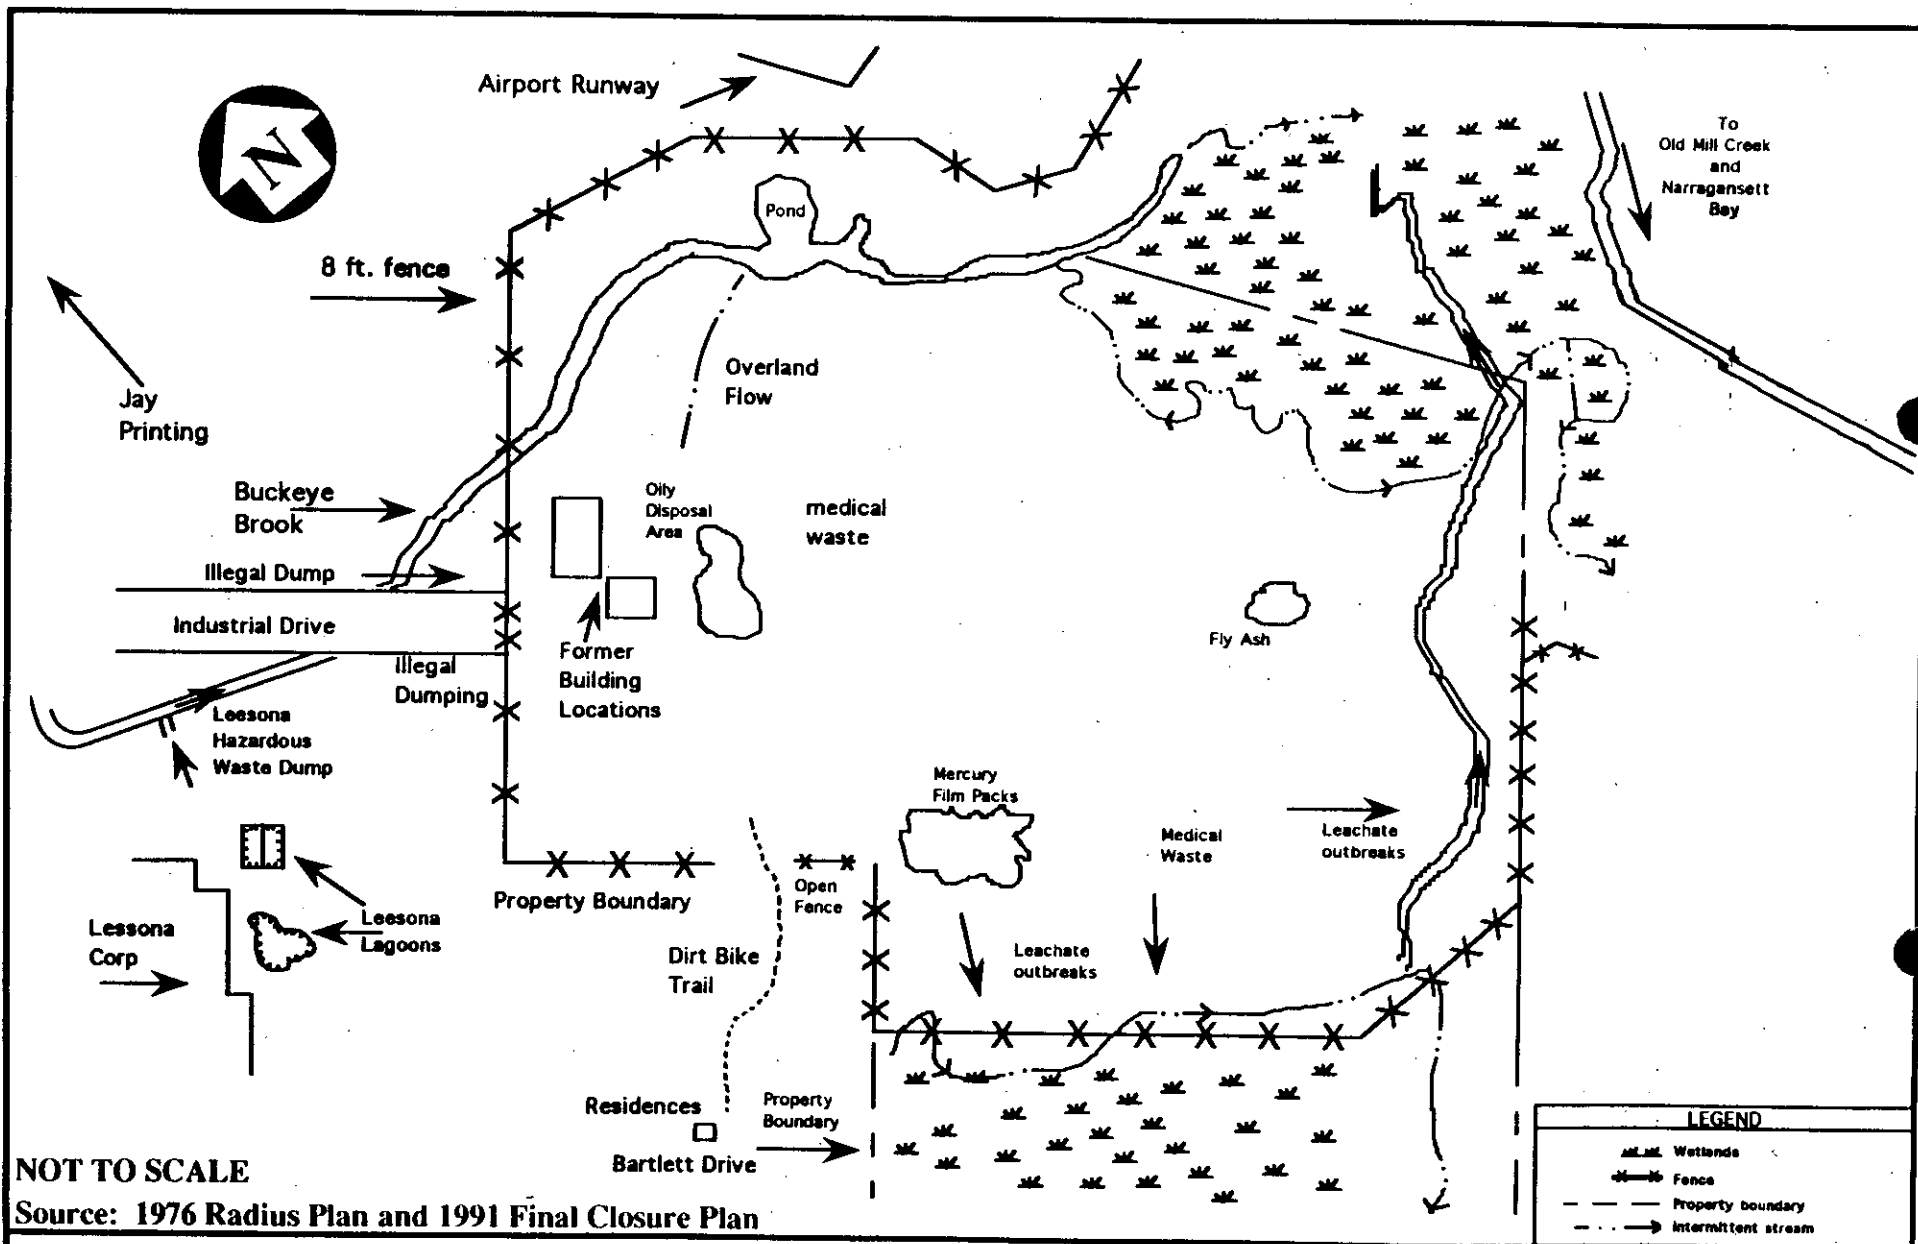 Airport Runway
N
To
Old Mill Creek
and
Narragansett
Bay
Pond
8 ft. fence
Overland
Flow
Jay
Printing
Buckeye
Brook
Oily
Disposal
Area
medical
waste
Illegal Dump
Industrial Drive
Illegal
Dumping
Former
Building
Locations
Fly Ash
Leesona
Hazardous
Waste Dump
Mercury
Film Packs
Medical
Waste
Leachate
outbreaks
Open
Fence
Property Boundary
Leesona
Lagoons
Lessona
Corp
Dirt Bike
Trail
Leachate
outbreaks
Residences
Property
Boundary
Bartlett Drive
NOT TO SCALE
Source: 1976 Radius Plan and 1991 Final Closure Plan
LEGEND
Wetlands
Fence
Property boundary
Intermittent stream